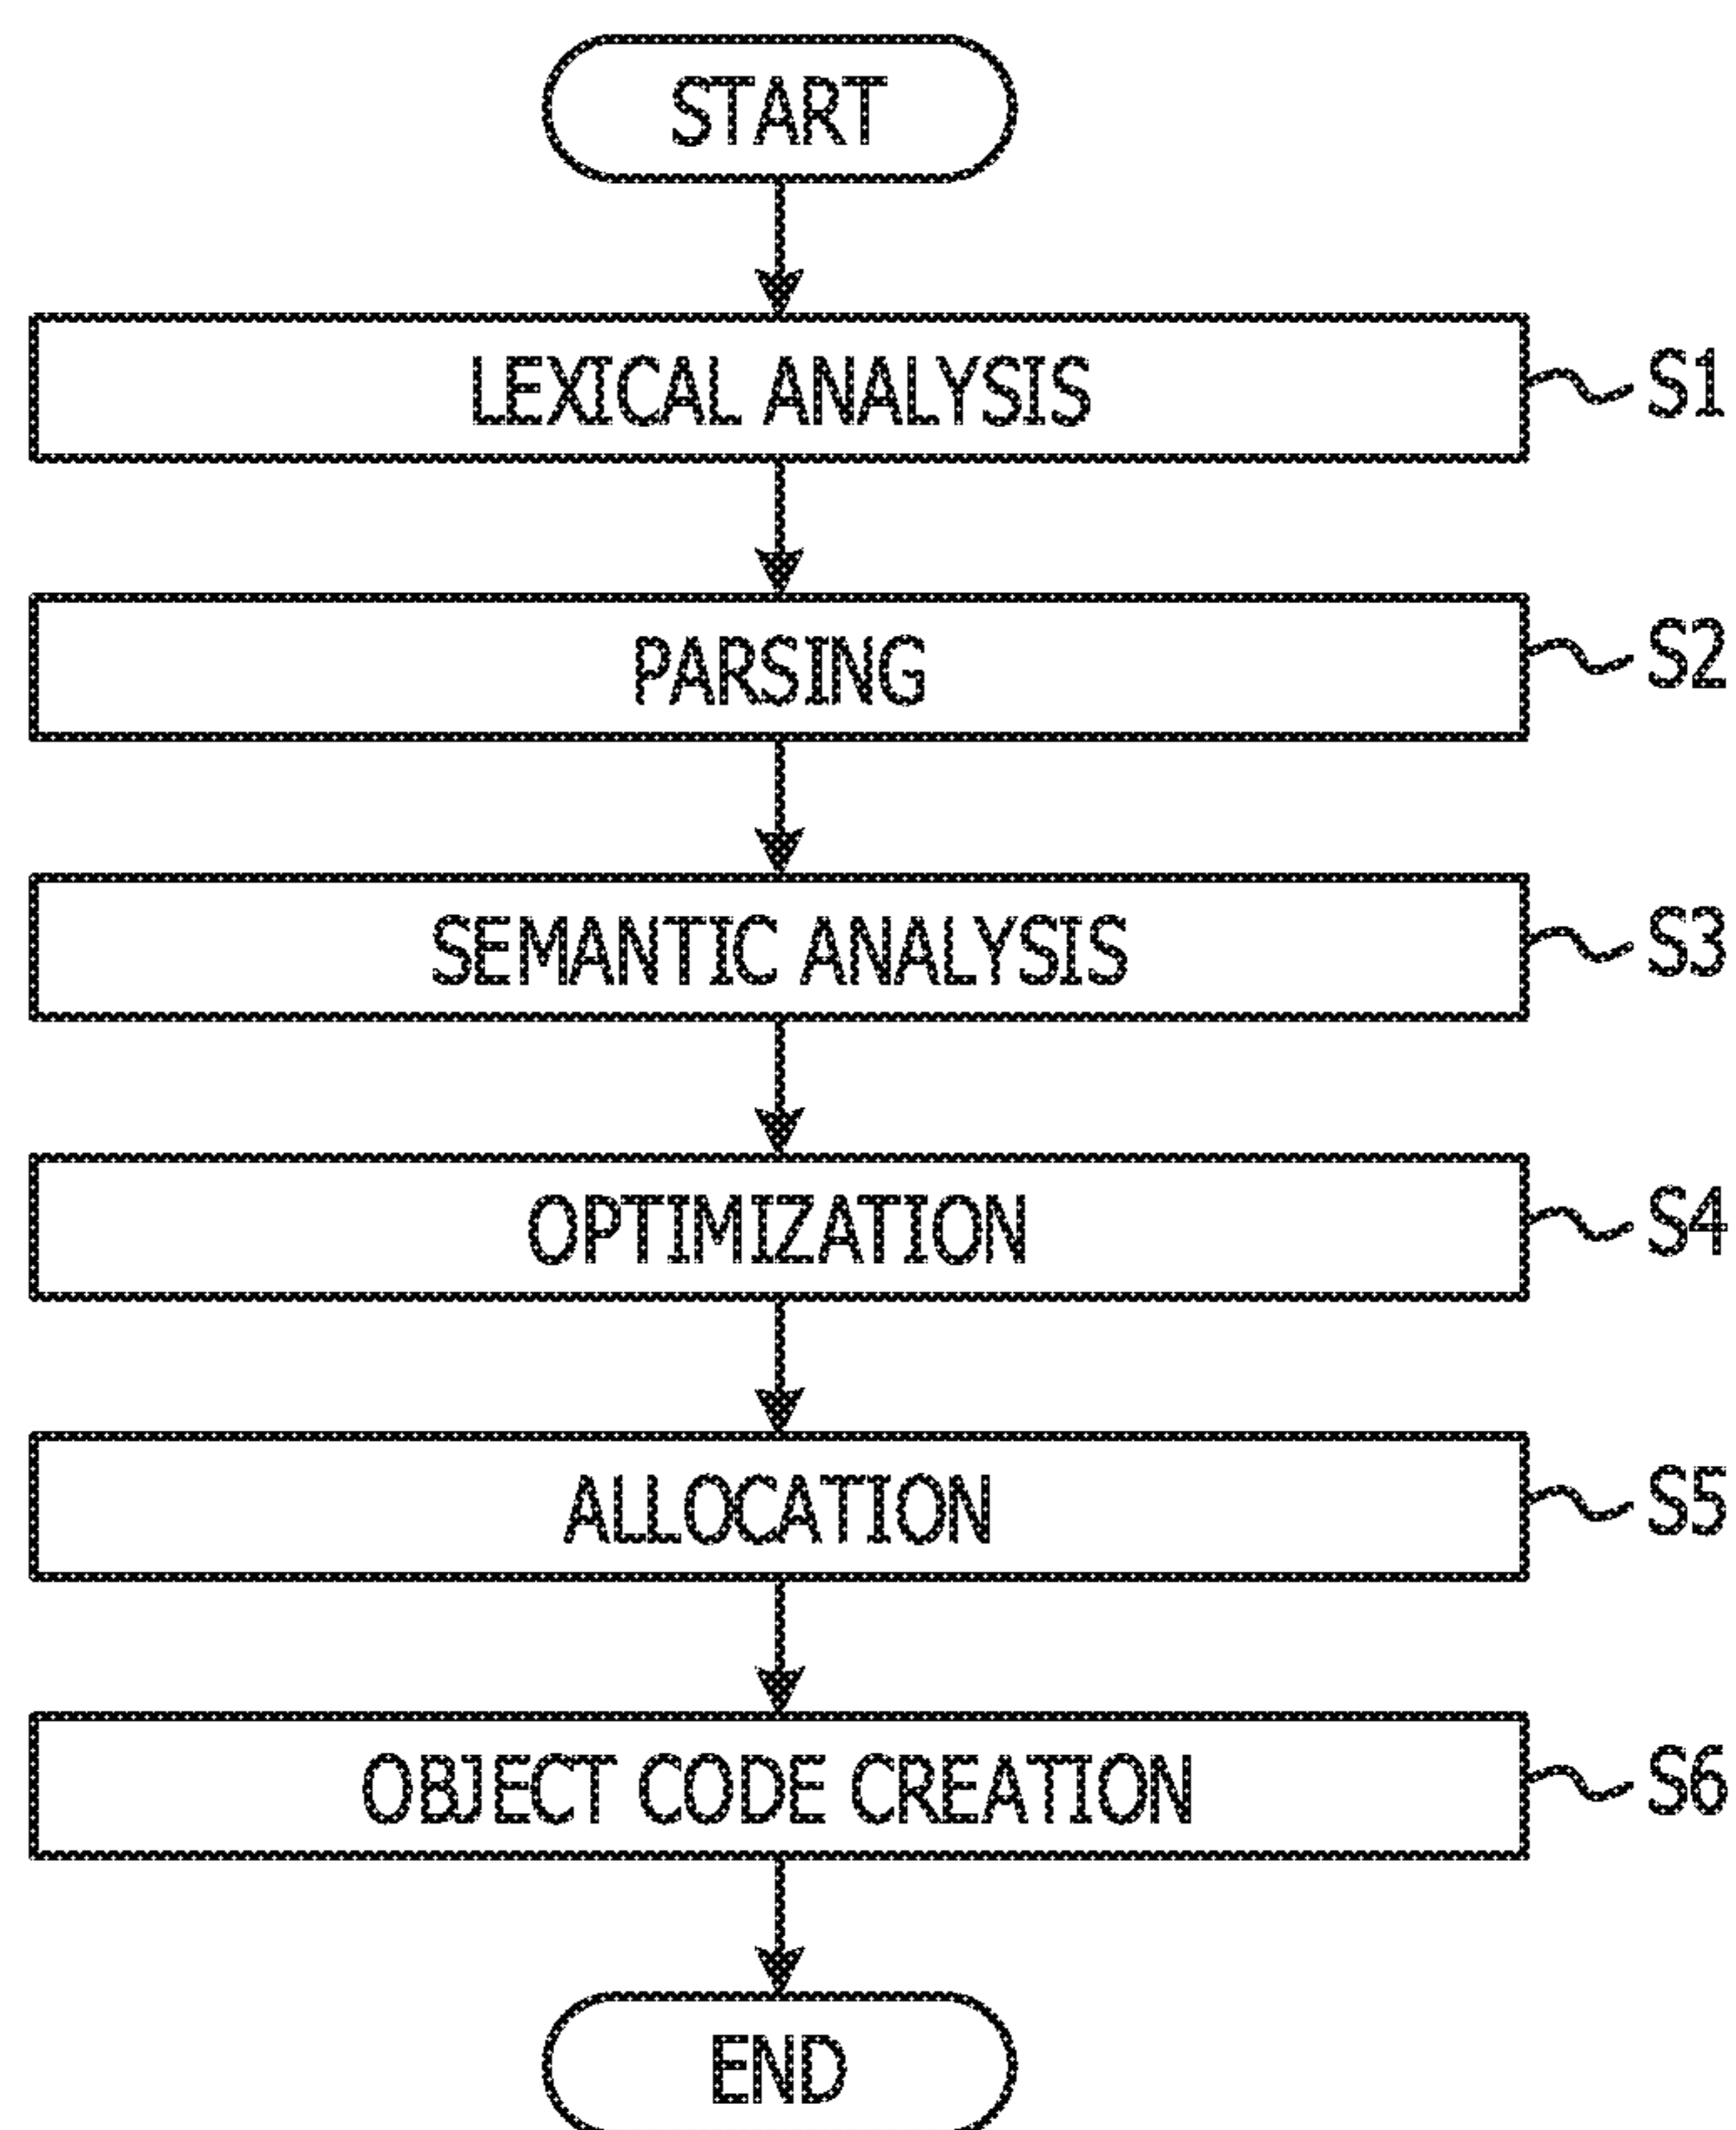 START
LEXICAL ANALYSIS S1
PARSING S2
SEMANTIC ANALYSIS S3
OPTIMIZATION S4
ALLOCATION S5
OBJECT CODE CREATION S6
END